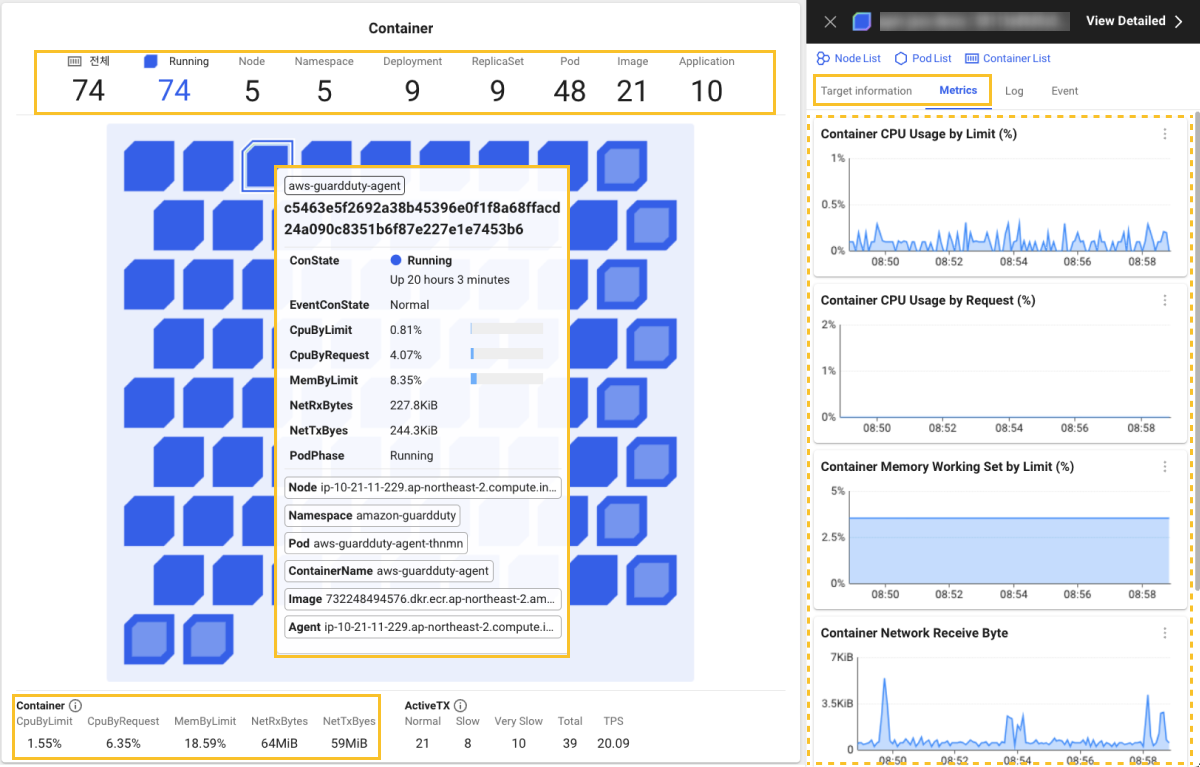 Container
전체 Running Node Namespace Deployment ReplicaSet Pod Image Application
74 74 5 5 9 9 48 21 10
aws-guardduty-agent
c5463e5f2692a38b45396e0f1f8a68ffacd
24a090c8351b6f87e227e1e7453b6
ConState Running
Up 20 hours 3 minutes
EventConState Normal
CpuByLimit 0.81%
CpuByRequest 4.07%
MemByLimit 8.35%
NetRxBytes 227.8KiB
NetTxByes 244.3KiB
PodPhase Running
Node ip-10-21-11-229.ap-northeast-2.compute.in...
Namespace amazon-guardduty
Pod aws-guardduty-agent-thnmn
ContainerName aws-guardduty-agent
Image 732248494576.dkr.ecr.ap-northeast-2.am...
Agent ip-10-21-11-229.ap-northeast-2.compute.i...
Container
CpuByLimit CpuByRequest MemByLimit NetRxBytes NetTxByes
1.55% 6.35% 18.59% 64MiB 59MiB
ActiveTX
Normal Slow Very Slow Total TPS
21 8 10 39 20.09
View Detailed
Node List Pod List Container List
Target information Metrics Log Event
Container CPU Usage by Limit (%)
1%
0.5%
0%
08:50 08:52 08:54 08:56 08:58
Container CPU Usage by Request (%)
2%
1%
0%
08:50 08:52 08:54 08:56 08:58
Container Memory Working Set by Limit (%)
5%
2.5%
0%
08:50 08:52 08:54 08:56 08:58
Container Network Receive Byte
7KiB
3.5KiB
0
08:50 08:52 08:54 08:56 08:58